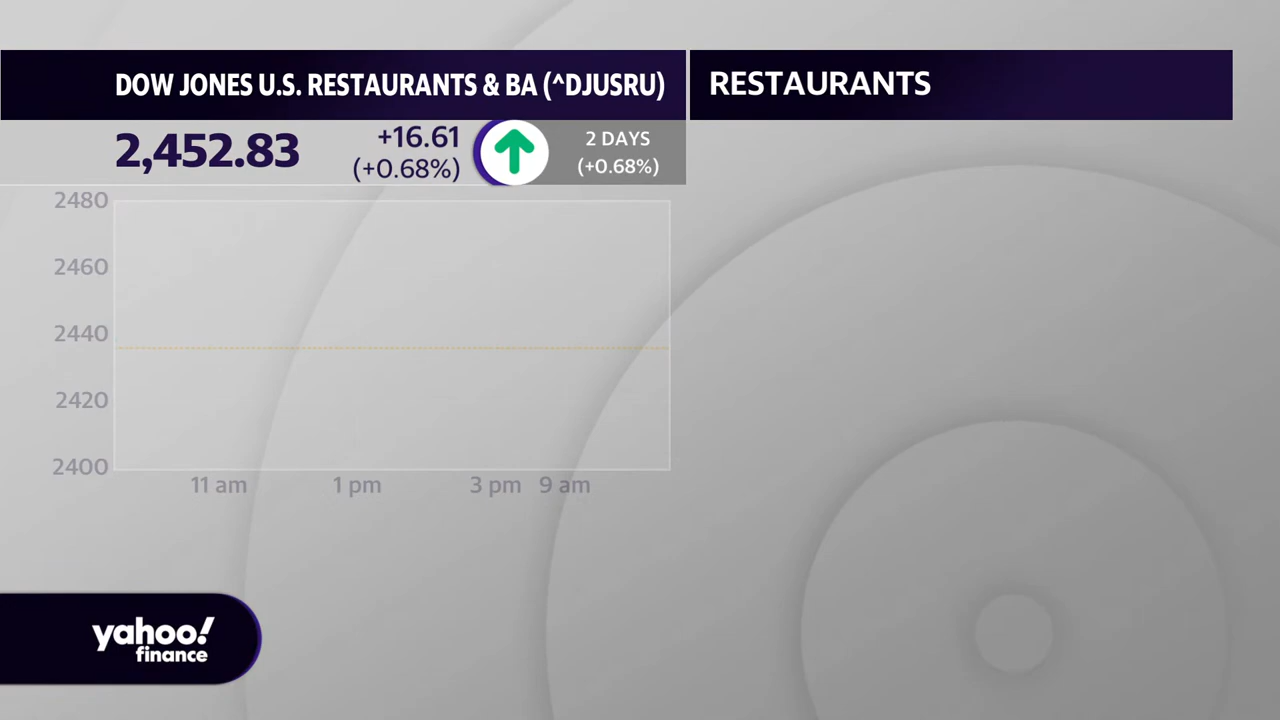 DOW JONES U.S. RESTAURANTS & BA (^DJUSRU)
RESTAURANTS
2,452.83
+16.61
(+0.68%)
2 DAYS
(+0.68%)
2480
2460
2440
2420
2400
11 am 1 pm 3 pm 9 am
yahoo!
finance